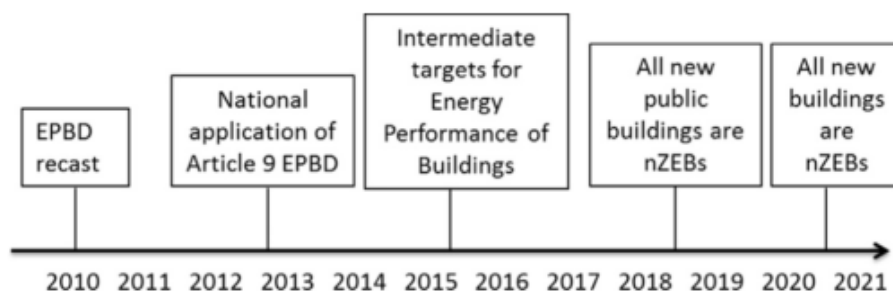 EPBD
recast
National
application of
Article 9 EPBD
Intermediate
targets for
Energy
Performance of
Buildings
All new
public
buildings are
nZEBs
All new
buildings
are
nZEBs
2010 2011 2012 2013 2014 2015 2016 2017 2018 2019 2020 2021